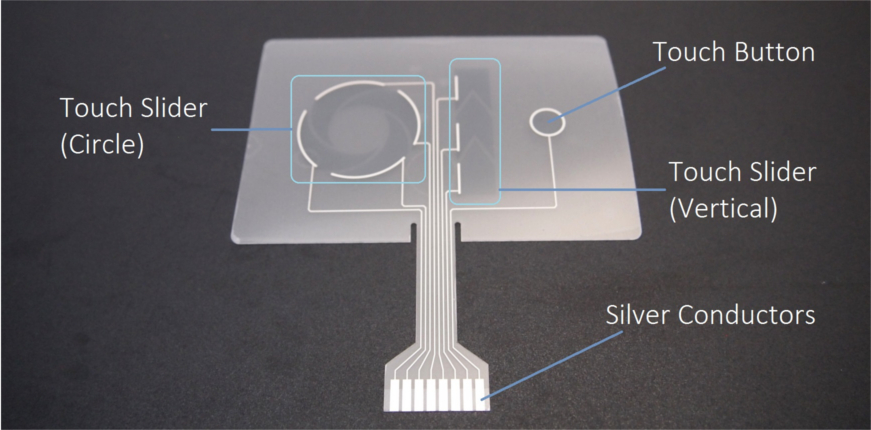 Touch Slider
(Circle)
Touch Button
Touch Slider
(Vertical)
Silver Conductors